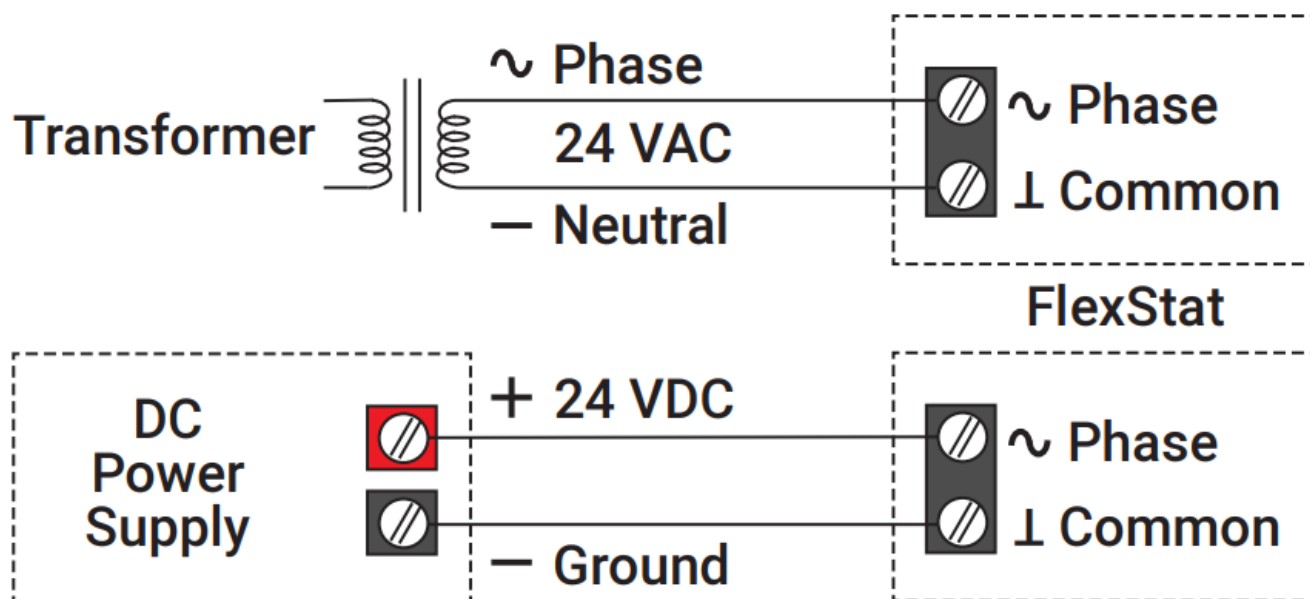 ∿ Phase
Transformer
24 VAC
− Neutral
∿ Phase
⊥ Common
FlexStat
DC
Power
Supply
+ 24 VDC
− Ground
∿ Phase
⊥ Common